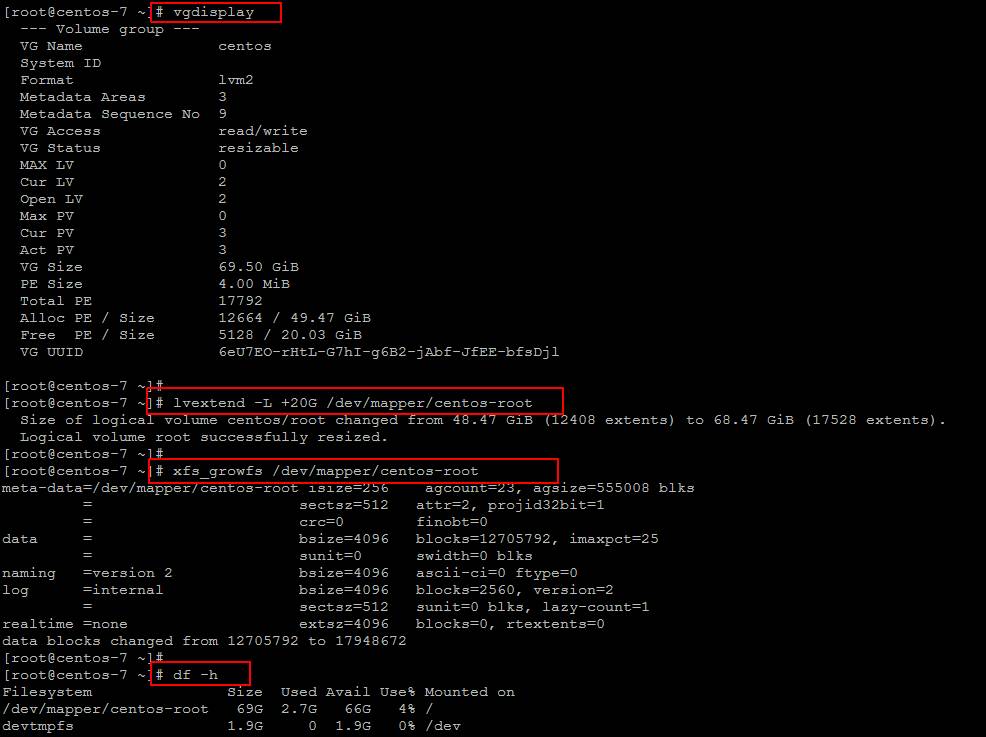 [root@centos-7 ~]# vgdisplay
--- Volume group ---
VG Name centos
System ID
Format lvm2
Metadata Areas 3
Metadata Sequence No 9
VG Access read/write
VG Status resizable
MAX LV 0
Cur LV 2
Open LV 2
Max PV 0
Cur PV 3
Act PV 3
VG Size 69.50 GiB
PE Size 4.00 MiB
Total PE 17792
Alloc PE / Size 12664 / 49.47 GiB
Free PE / Size 5128 / 20.03 GiB
VG UUID 6eU7EO-rHtL-G7hI-g6B2-jAbf-JfEE-bfsDjl
[root@centos-7 ~]#
[root@centos-7 ~]# lvextend -L +20G /dev/mapper/centos-root
Size of logical volume centos/root changed from 48.47 GiB (12408 extents) to 68.47 GiB (17528 extents).
Logical volume root successfully resized.
[root@centos-7 ~]#
[root@centos-7 ~]# xfs_growfs /dev/mapper/centos-root
meta-data=/dev/mapper/centos-root isize=256 agcount=23, agsize=555008 blks
= sectsz=512 attr=2, projid32bit=1
= crc=0 finobt=0
data = bsize=4096 blocks=12705792, imaxpct=25
= sunit=0 swidth=0 blks
naming =version 2 bsize=4096 ascii-ci=0 ftype=0
log =internal bsize=4096 blocks=2560, version=2
= sectsz=512 sunit=0 blks, lazy-count=1
realtime =none extsz=4096 blocks=0, rtextents=0
data blocks changed from 12705792 to 17948672
[root@centos-7 ~]#
[root@centos-7 ~]# df -h
Filesystem Size Used Avail Use% Mounted on
/dev/mapper/centos-root 69G 2.7G 66G 4% /
devtmpfs 1.9G 0 1.9G 0% /dev